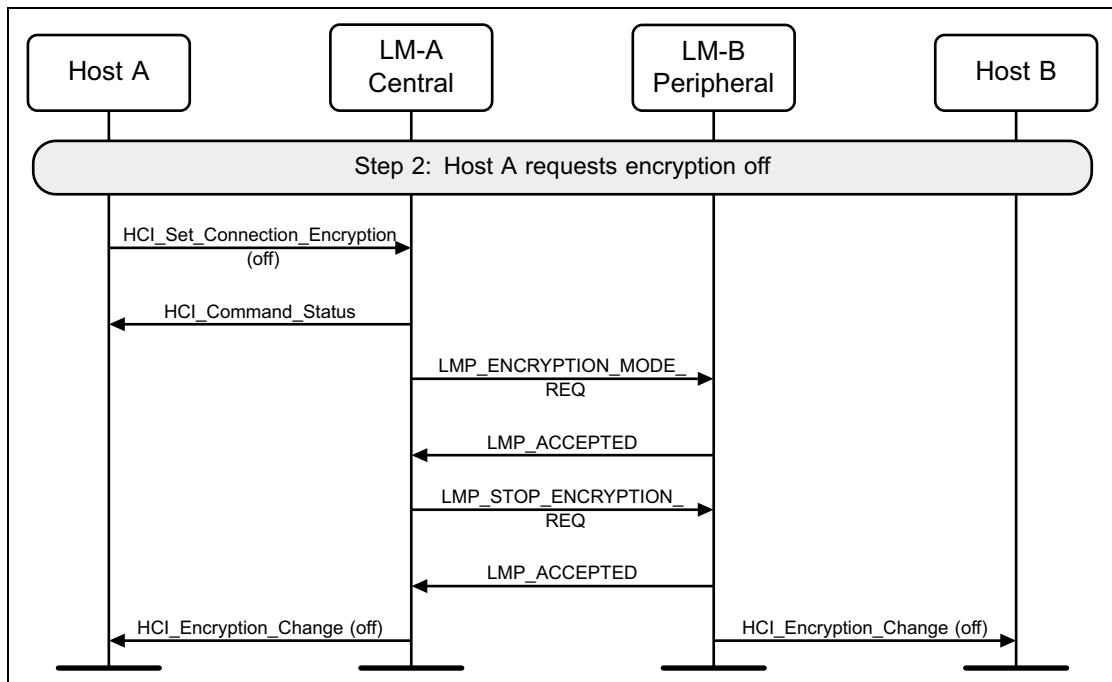 Host A
LM-A
Central
LM-B
Peripheral
Host B
Step 2: Host A requests encryption off
HCI_Set_Connection_Encryption
(off)
HCI_Command_Status
LMP_ENCRYPTION_MODE_
REQ
LMP_ACCEPTED
LMP_STOP_ENCRYPTION_
REQ
LMP_ACCEPTED
HCI_Encryption_Change (off)
HCI_Encryption_Change (off)